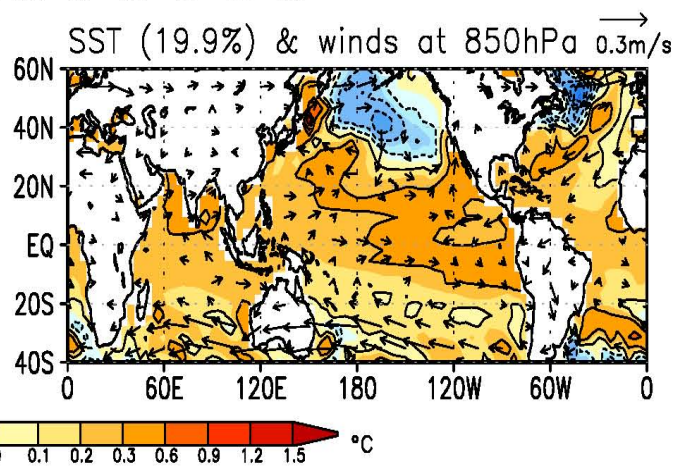 SST (19.9%) & winds at 850hPa 0.3m/s
60N
40N
20N
EQ
20S
40S
0 60E 120E 180 120W 60W 0
0.1 0.2 0.3 0.6 0.9 1.2 1.5 °C